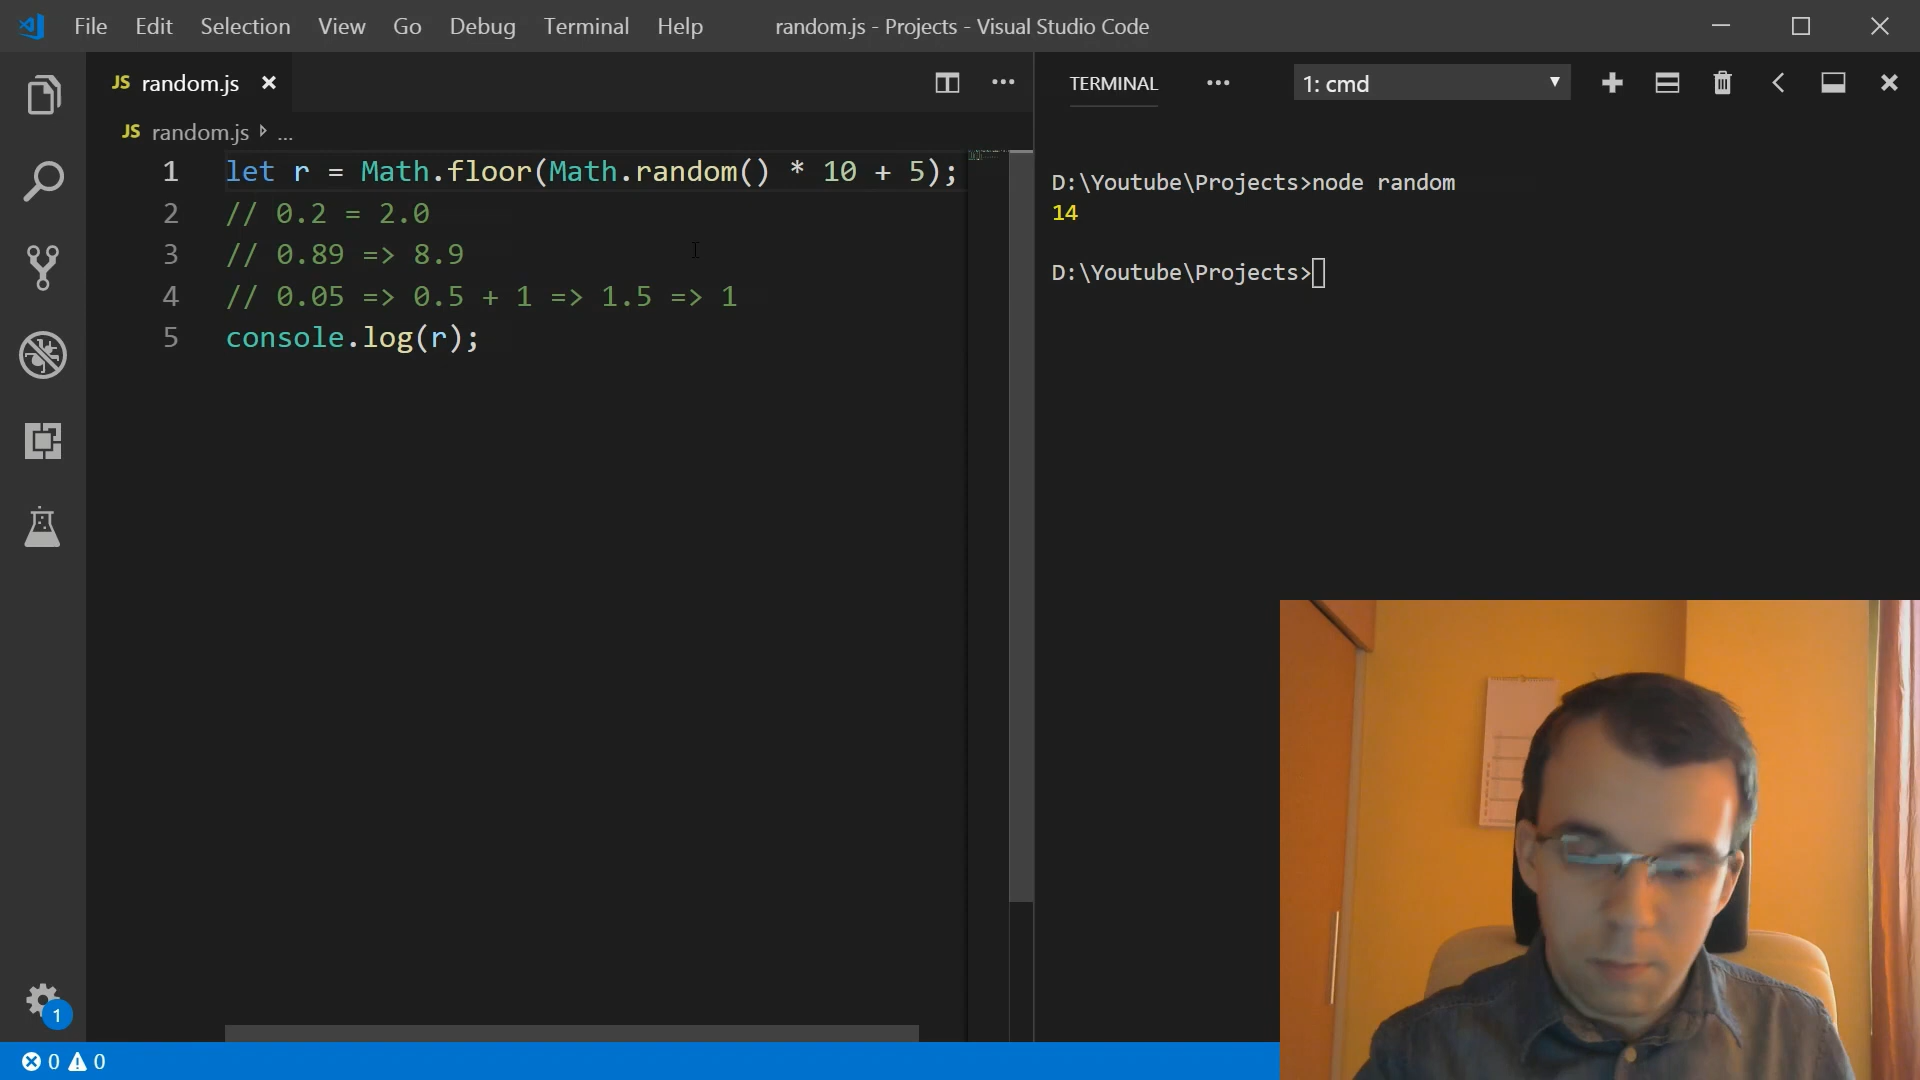 File Edit Selection View Go Debug Terminal Help random.js - Projects - Visual Studio Code
JS random.js
TERMINAL ... 1: cmd
JS random.js ...
1 let r = Math.floor(Math.random() * 10 + 5);
2 // 0.2 = 2.0
3 // 0.89 => 8.9
4 // 0.05 => 0.5 + 1 => 1.5 => 1
5 console.log(r);
D:\Youtube\Projects>node random
14
D:\Youtube\Projects>
1
0 0